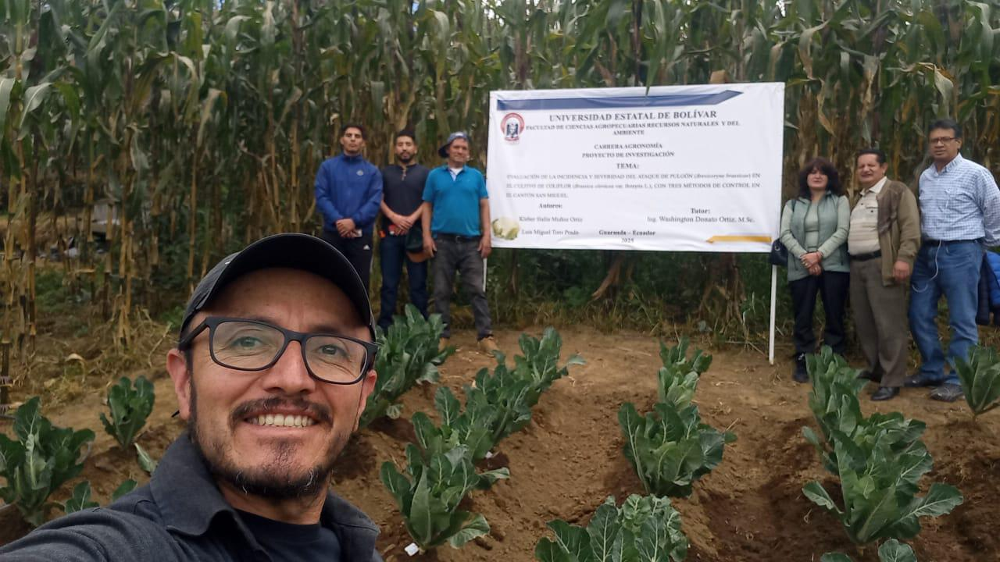 UNIVERSIDAD ESTATAL DE BOLÍVAR
FACULTAD DE CIENCIAS AGROPECUARIAS RECURSOS NATURALES Y DEL
AMBIENTE
CARRERA AGRONOMÍA
PROYECTO DE INVESTIGACIÓN
TEMA:
EVALUACIÓN DE LA INCIDENCIA Y SEVERIDAD DEL ATAQUE DE PULGÓN (Brevicoryne brassicae) EN
EL CULTIVO DE COLIFLOR (Brassica oleracea var. Botrytis L.), CON TRES MÉTODOS DE CONTROL EN
EL CANTÓN SAN MIGUEL.
Autores:
Kleber Stalin Muñoz Ortiz
Luis Miguel Toro Prado
Tutor:
Ing. Washington Donato Ortiz, M.Sc.
Guaranda – Ecuador
2025